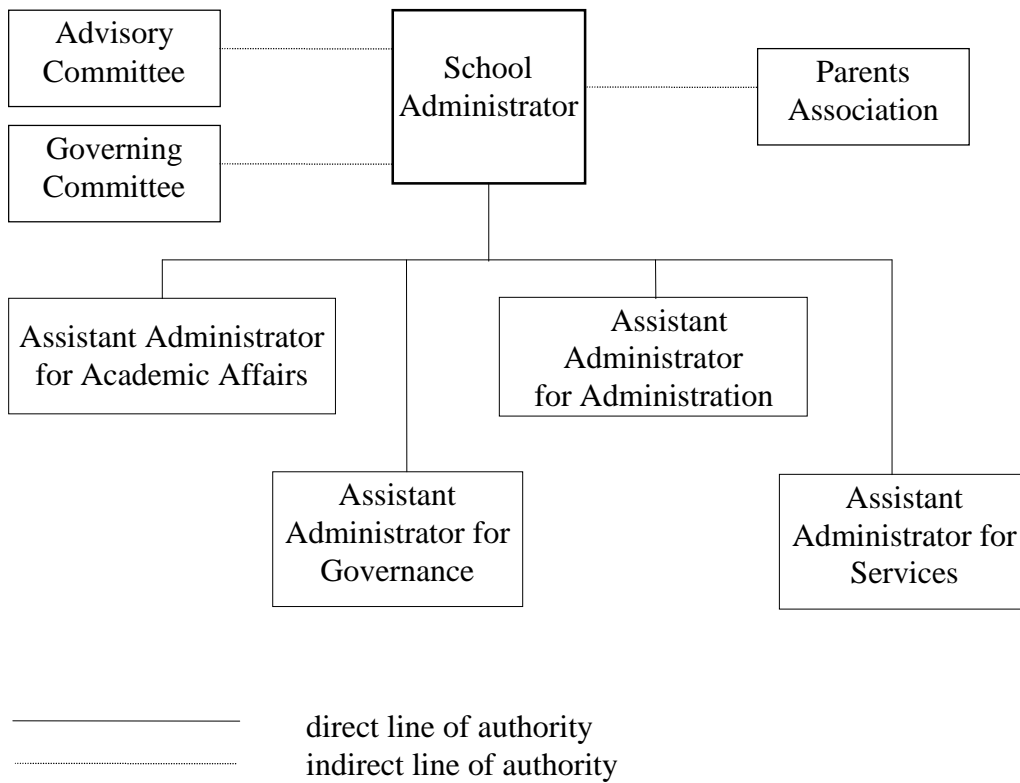 Advisory
Committee
School
Administrator
Parents
Association
Governing
Committee
Assistant Administrator
for Academic Affairs
Assistant
Administrator
for Administration
Assistant
Administrator for
Governance
Assistant
Administrator for
Services
direct line of authority
indirect line of authority